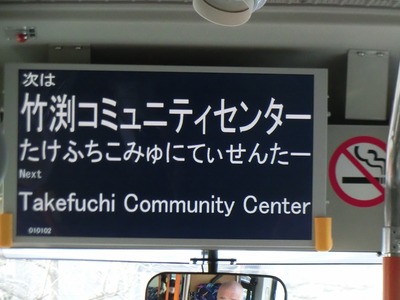 次は
竹渕コミュニティセンター
たけふちこみゅにてぃせんたー
Next
Takefuchi Community Center
010102